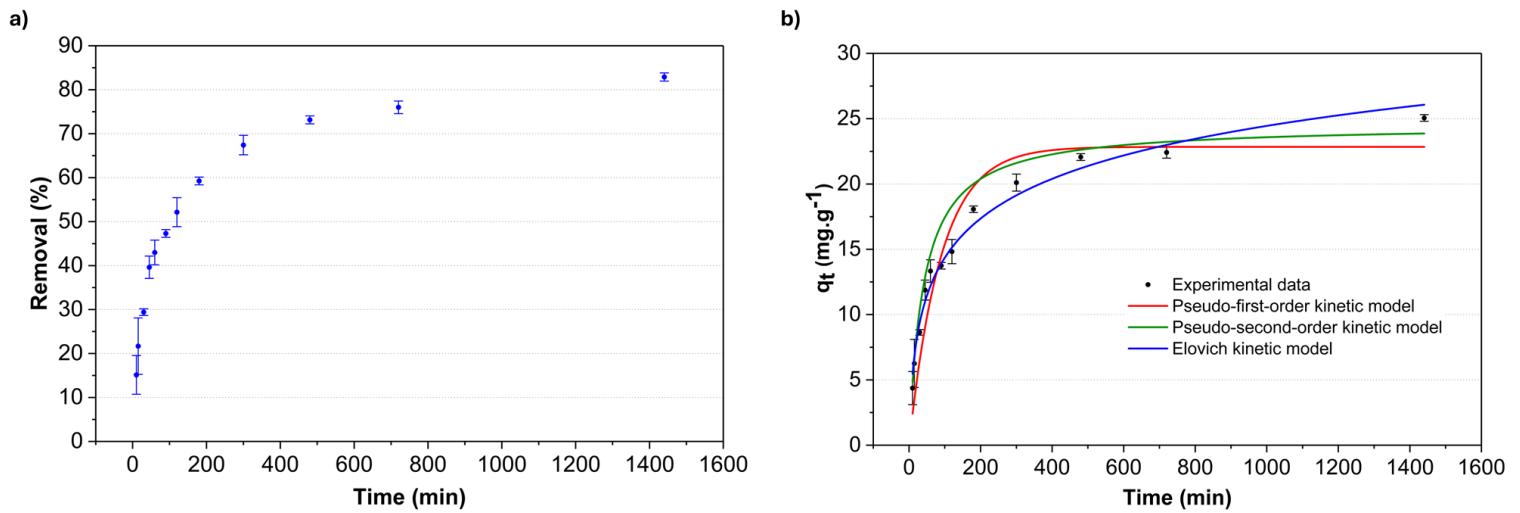 a)
Removal (%)
90
80
70
60
50
40
30
20
10
0
0 200 400 600 800 1000 1200 1400 1600
Time (min)
b)
qt (mg.g-1)
30
25
20
15
10
5
0
Experimental data
Pseudo-first-order kinetic model
Pseudo-second-order kinetic model
Elovich kinetic model
0 200 400 600 800 1000 1200 1400 1600
Time (min)